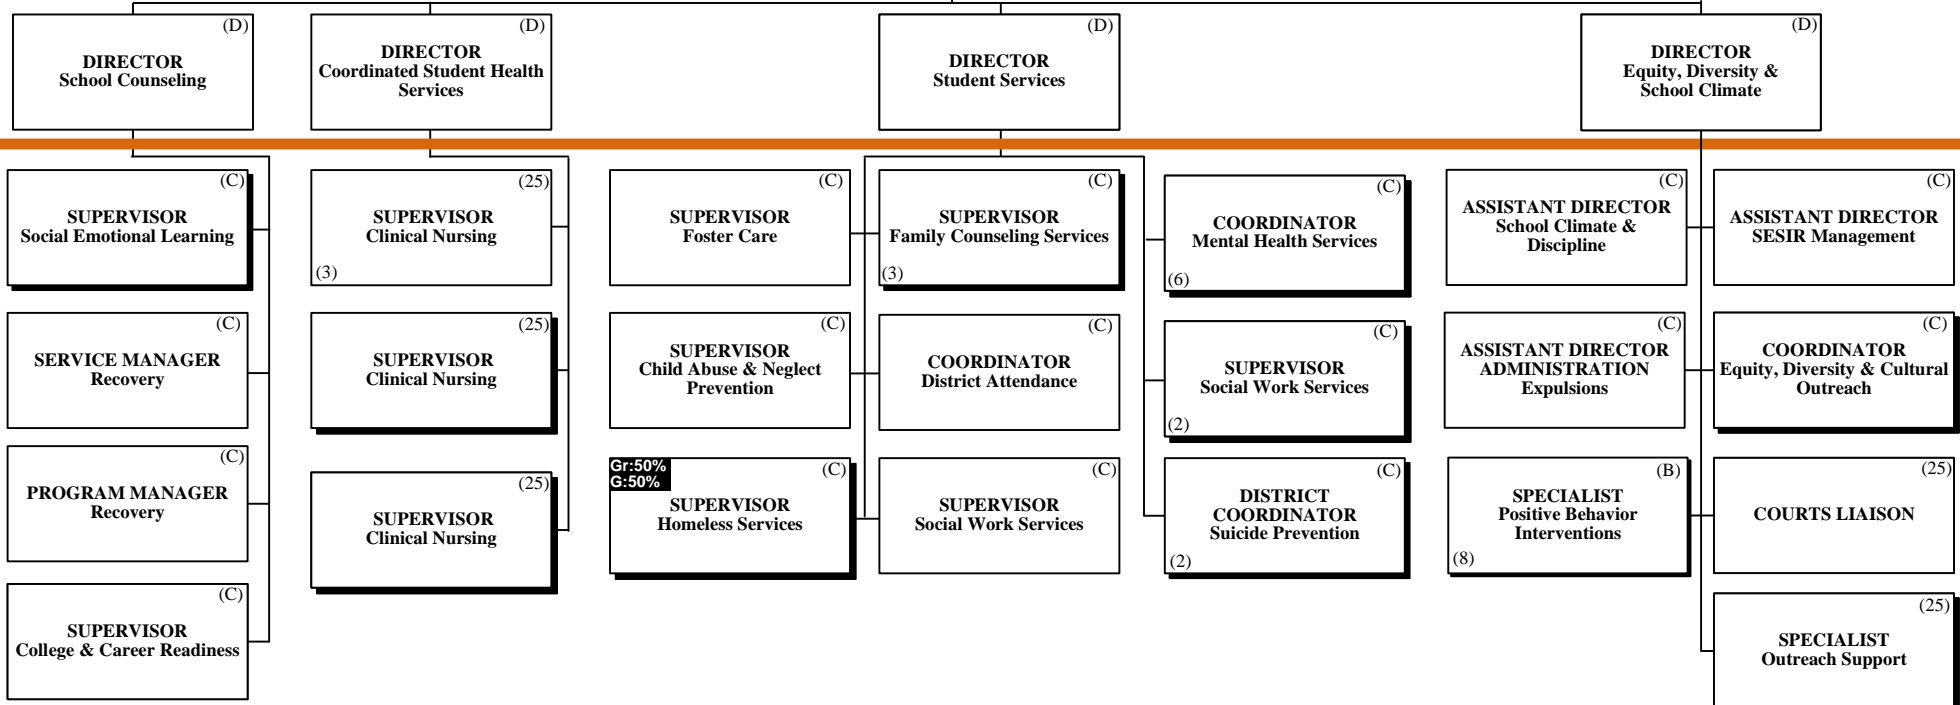 (D)
DIRECTOR
School Counseling
(D)
DIRECTOR
Coordinated Student Health
Services
(D)
DIRECTOR
Student Services
(D)
DIRECTOR
Equity, Diversity &
School Climate
(C)
SUPERVISOR
Social Emotional Learning
(C)
SERVICE MANAGER
Recovery
(C)
PROGRAM MANAGER
Recovery
(C)
SUPERVISOR
College & Career Readiness
(25)
SUPERVISOR
Clinical Nursing
(3)
(25)
SUPERVISOR
Clinical Nursing
(25)
SUPERVISOR
Clinical Nursing
(C)
SUPERVISOR
Foster Care
(C)
SUPERVISOR
Child Abuse & Neglect
Prevention
Gr:50%
G:50%
(C)
SUPERVISOR
Homeless Services
(C)
SUPERVISOR
Family Counseling Services
(3)
(C)
COORDINATOR
District Attendance
(C)
SUPERVISOR
Social Work Services
(C)
COORDINATOR
Mental Health Services
(6)
(C)
SUPERVISOR
Social Work Services
(2)
(C)
DISTRICT
COORDINATOR
Suicide Prevention
(2)
(C)
ASSISTANT DIRECTOR
School Climate &
Discipline
(C)
ASSISTANT DIRECTOR
ADMINISTRATION
Expulsions
(B)
SPECIALIST
Positive Behavior
Interventions
(8)
(C)
ASSISTANT DIRECTOR
SESIR Management
(C)
COORDINATOR
Equity, Diversity & Cultural
Outreach
(25)
COURTS LIAISON
(25)
SPECIALIST
Outreach Support